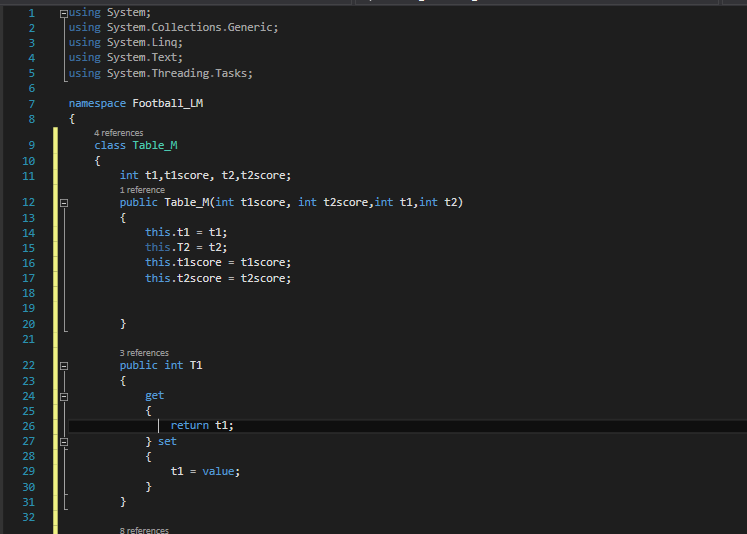 1 using System;
2 using System.Collections.Generic;
3 using System.Linq;
4 using System.Text;
5 using System.Threading.Tasks;
6
7 namespace Football_LM
8 {
4 references
9 class Table_M
10 {
11 int t1,t1score, t2,t2score;
1 reference
12 public Table_M(int t1score, int t2score,int t1,int t2)
13 {
14 this.t1 = t1;
15 this.T2 = t2;
16 this.t1score = t1score;
17 this.t2score = t2score;
18
19
20 }
21
3 references
22 public int T1
23 {
24 get
25 {
26 return t1;
27 } set
28 {
29 t1 = value;
30 }
31 }
32
8 references